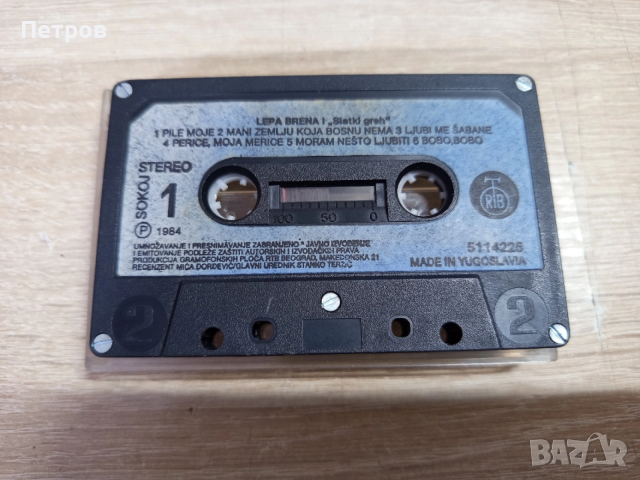 Петров
LEPA BRENA I „Slatki greh"
1 PILE MOJE 2 MANI ZEMLJU KOJA BOSNU NEMA 3 LJUBI ME ŠABANE
4 PERICE, MOJA MERICE 5 MORAM NEŠTO LJUBITI 6 BOBO, BOBO
SOKOJ
STEREO
1
P 1984
100 50 0
RTB
UMNOŽAVANJE I PRESNIMAVANJE ZABRANJENO * JAVNO IZVOĐENJE
I EMITOVANJE PODLEŽE ZAŠTITI AUTORSKIH I IZVOĐAČKIH PRAVA
PRODUKCIJA GRAMOFONSKIH PLOČA RTB BEOGRAD, MAKEDONSKA 21
RECENZENT MIĆA ĐORĐEVIĆ/GLAVNI UREDNIK STANKO TERZIĆ
5114226
MADE IN YUGOSLAVIA
2
2
BAZAR
.bg